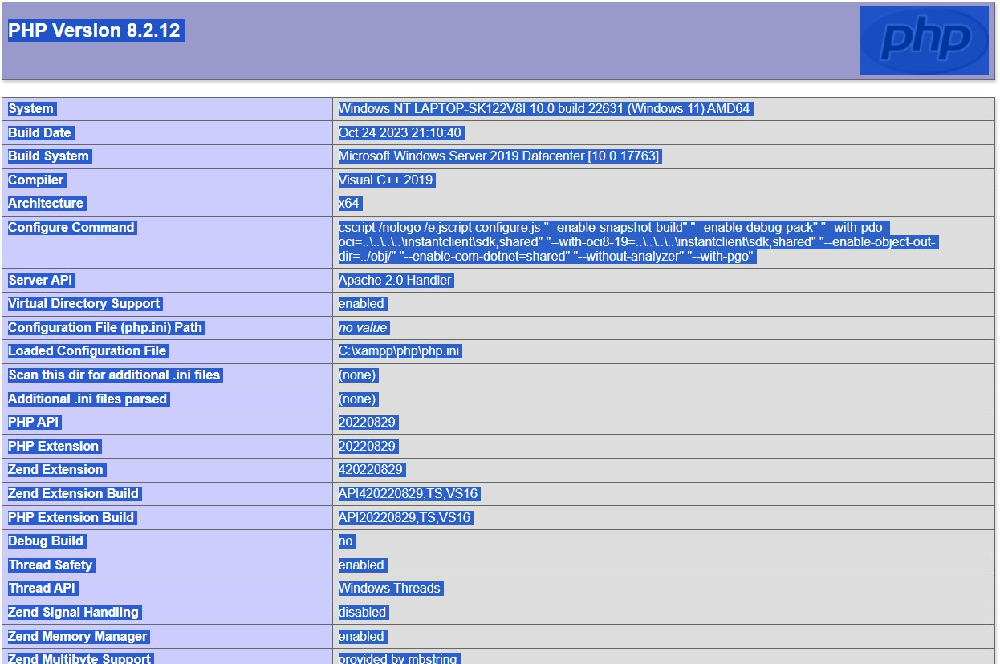 PHP Version 8.2.12
php
System Windows NT LAPTOP-SK122V8I 10.0 build 22631 (Windows 11) AMD64
Build Date Oct 24 2023 21:10:40
Build System Microsoft Windows Server 2019 Datacenter [10.0.17763]
Compiler Visual C++ 2019
Architecture x64
Configure Command cscript /nologo /e:jscript configure.js "--enable-snapshot-build" "--enable-debug-pack" "--with-pdo-
oci=..\..\..\..\instantclient\sdk,shared" "--with-oci8-19=..\..\..\..\instantclient\sdk,shared" "--enable-object-out-
dir=../obj/" "--enable-com-dotnet=shared" "--without-analyzer" "--with-pgo"
Server API Apache 2.0 Handler
Virtual Directory Support enabled
Configuration File (php.ini) Path no value
Loaded Configuration File C:\xampp\php\php.ini
Scan this dir for additional .ini files (none)
Additional .ini files parsed (none)
PHP API 20220829
PHP Extension 20220829
Zend Extension 420220829
Zend Extension Build API420220829,TS,VS16
PHP Extension Build API20220829,TS,VS16
Debug Build no
Thread Safety enabled
Thread API Windows Threads
Zend Signal Handling disabled
Zend Memory Manager enabled
Zend Multibyte Support provided by mbstring